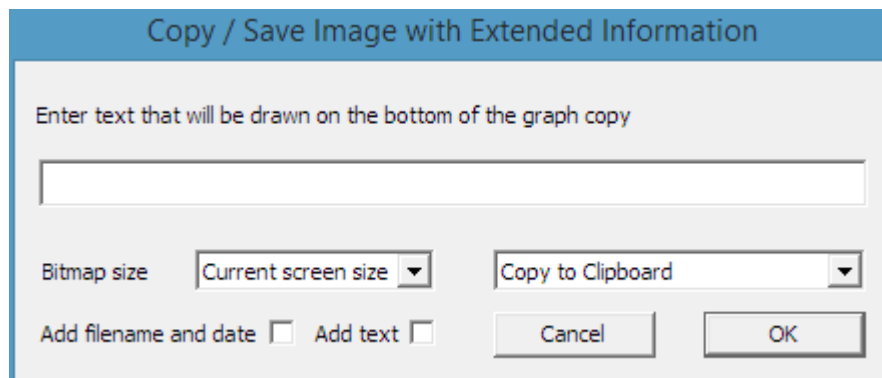 Copy / Save Image with Extended Information
Enter text that will be drawn on the bottom of the graph copy
Bitmap size Current screen size Copy to Clipboard
Add filename and date Add text Cancel OK